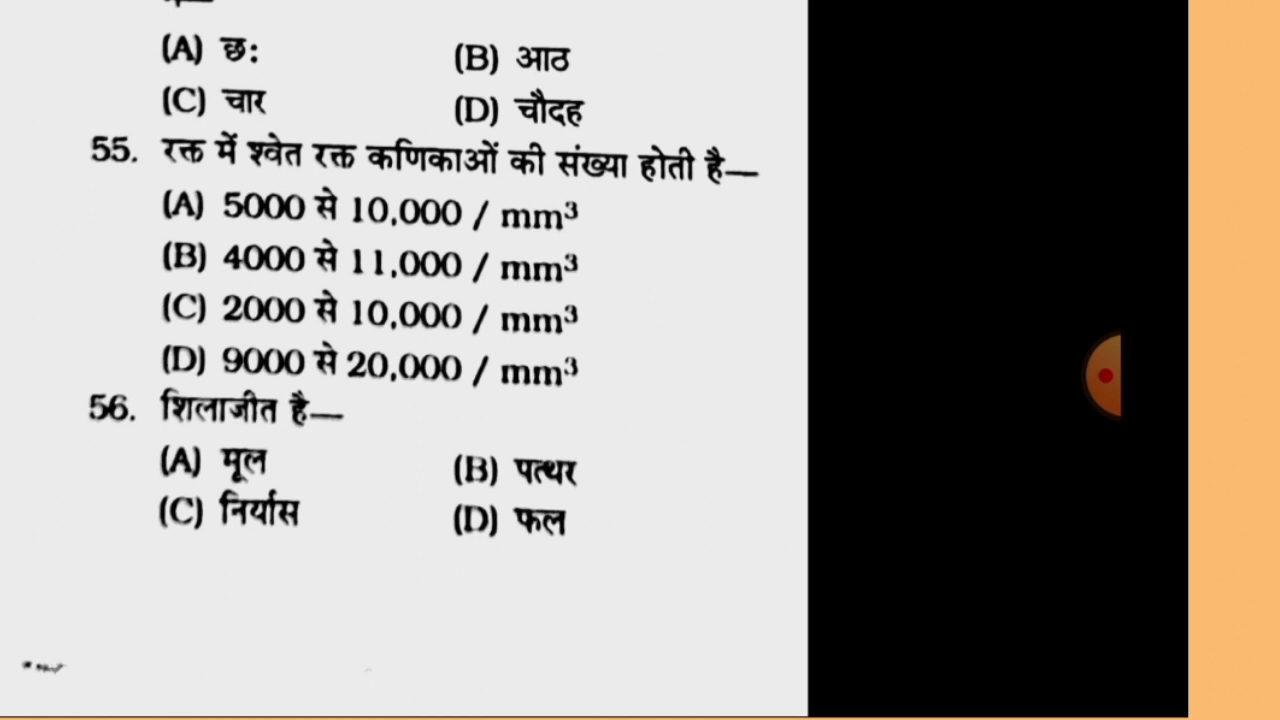 (A) छः (B) आठ
(C) चार (D) चौदह
55. रक्त में श्वेत रक्त कणिकाओं की संख्या होती है—
(A) 5000 से 10,000 / mm³
(B) 4000 से 11,000 / mm³
(C) 2000 से 10,000 / mm³
(D) 9000 से 20,000 / mm³
56. शिलाजीत है—
(A) मूल (B) पत्थर
(C) निर्यास (D) फल